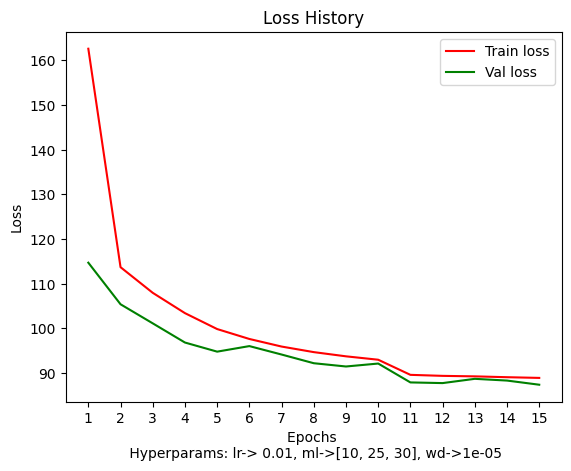 Loss History
Train loss
Val loss
Loss
160
150
140
130
120
110
100
90
1 2 3 4 5 6 7 8 9 10 11 12 13 14 15
Epochs
Hyperparams: lr-> 0.01, ml->[10, 25, 30], wd->1e-05